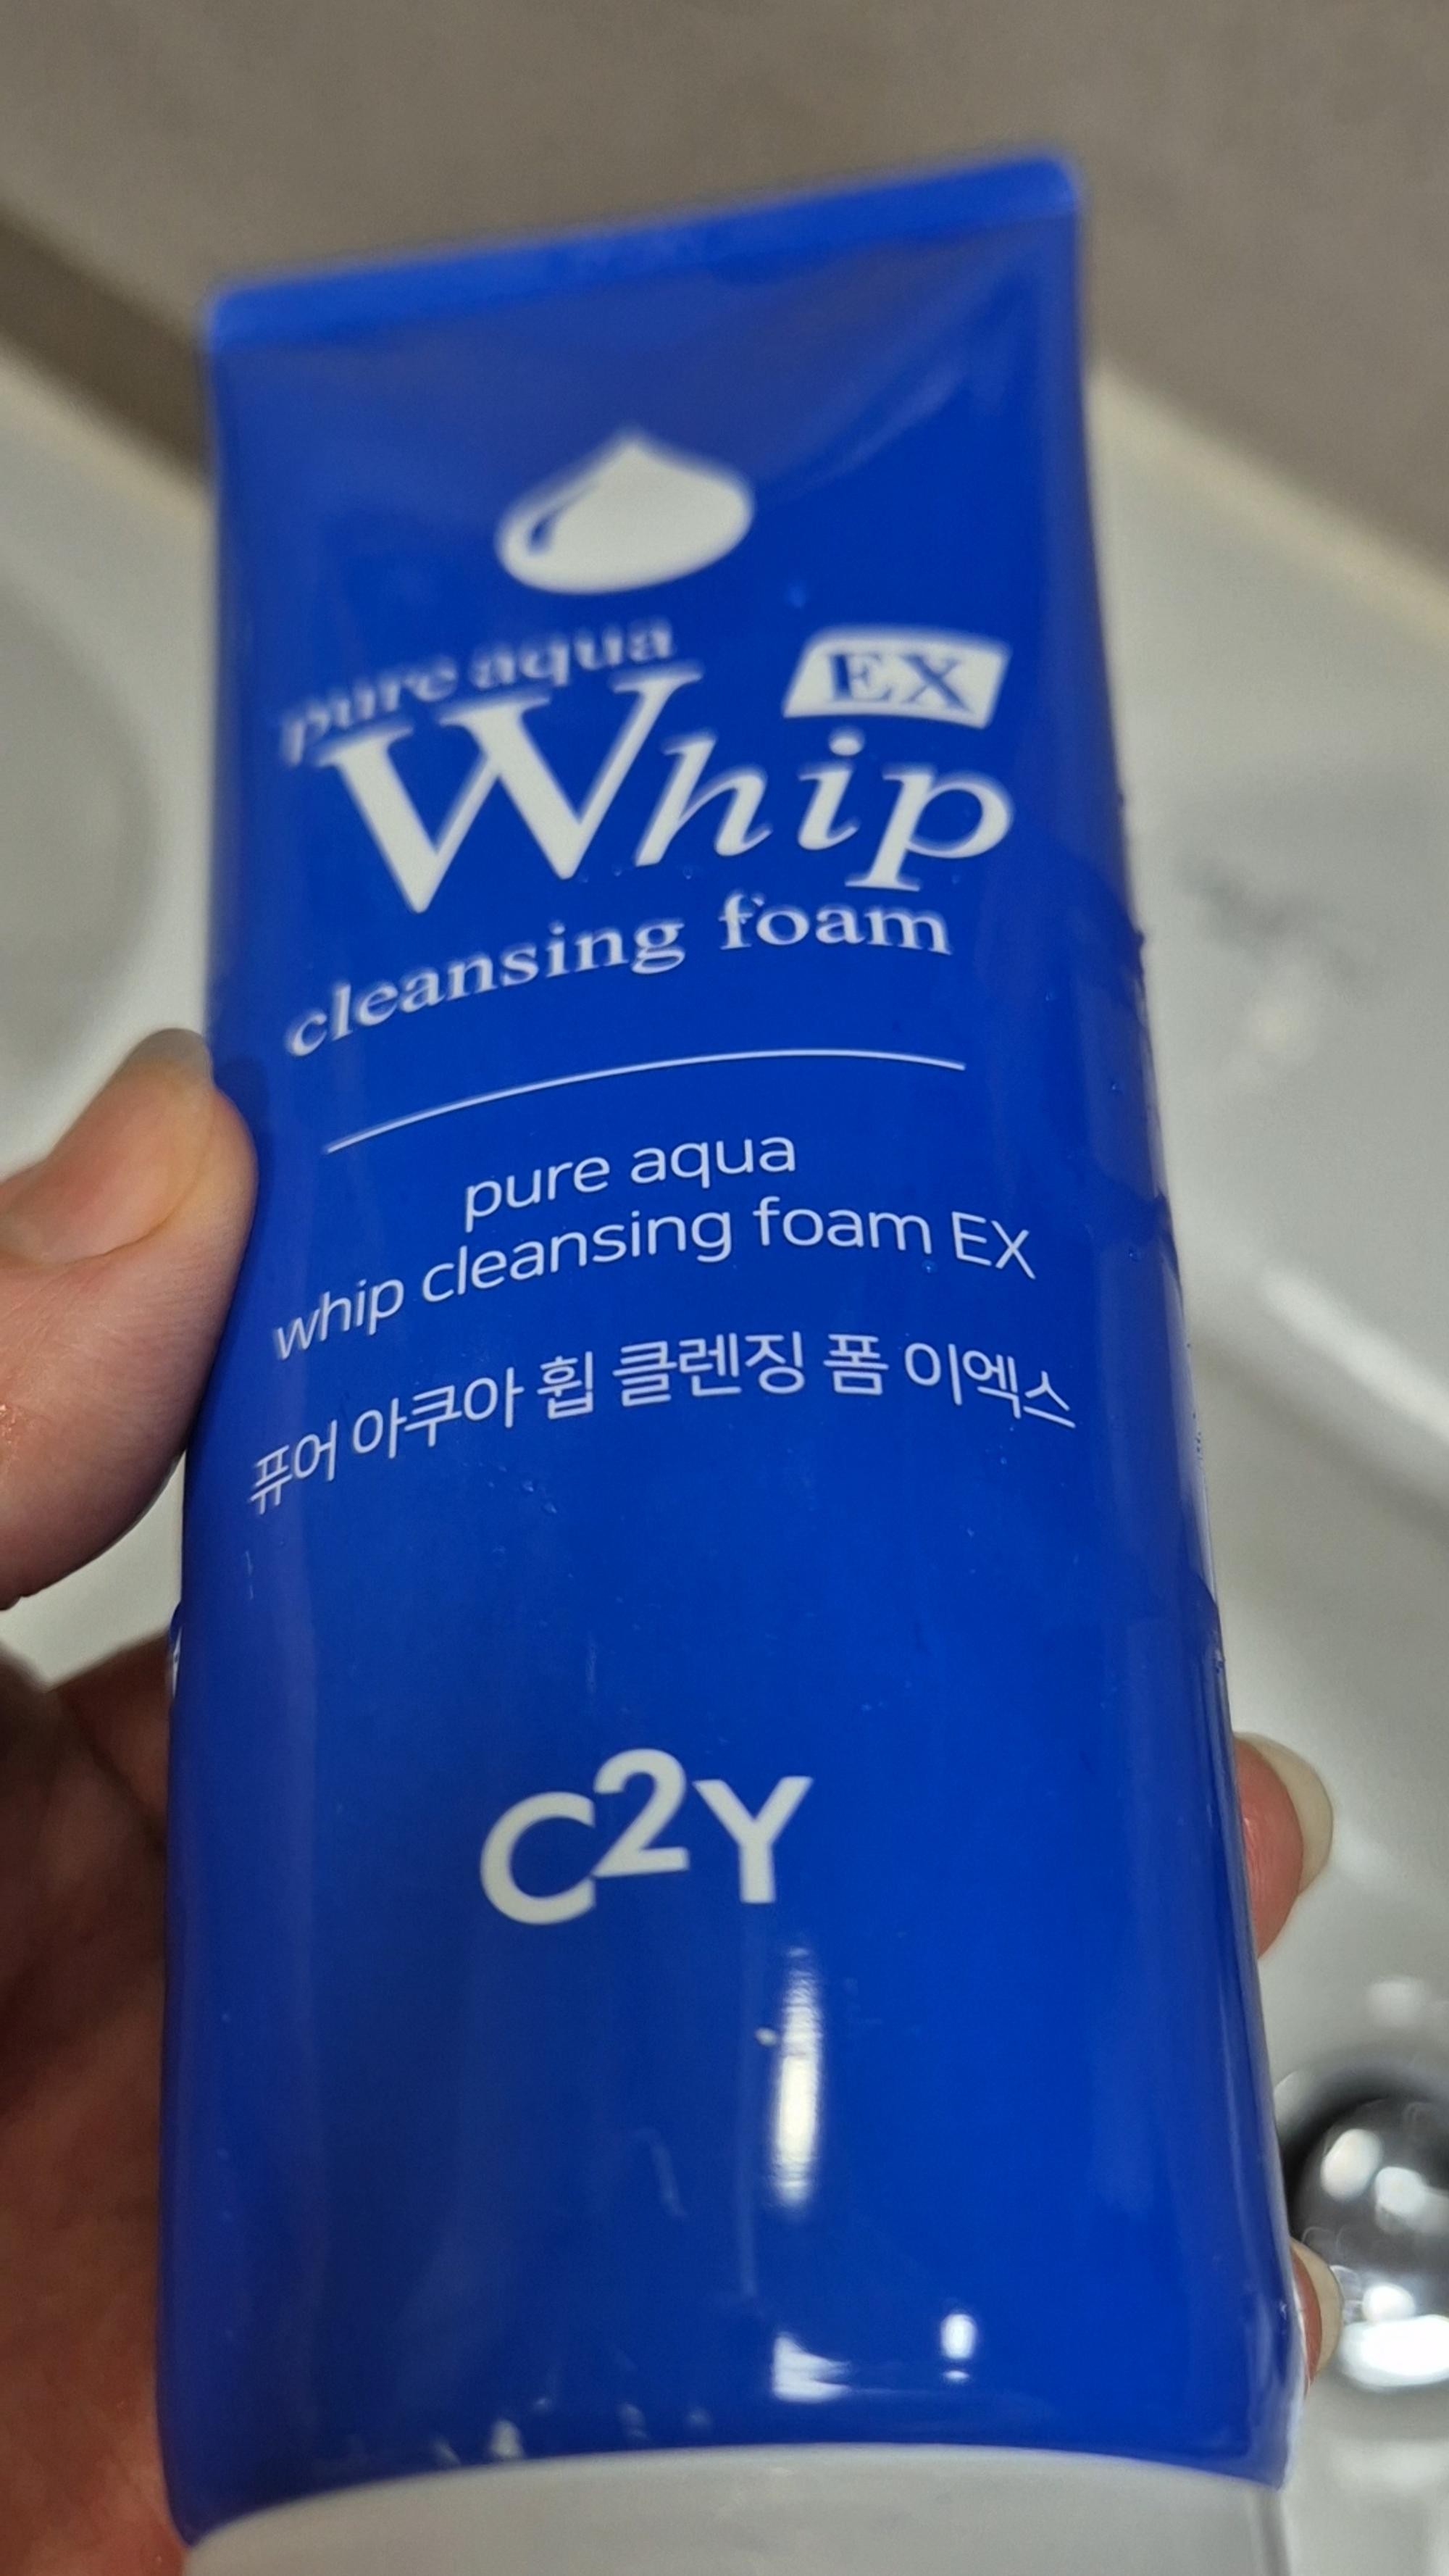 pure aqua
EX
Whip
cleansing foam
pure aqua
whip cleansing foam EX
퓨어 아쿠아 휩 클렌징 폼 이엑스
C2Y